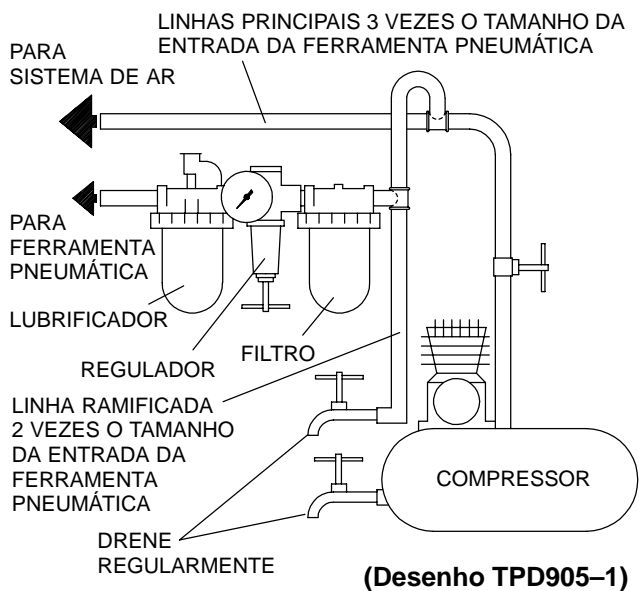 LINHAS PRINCIPAIS 3 VEZES O TAMANHO DA
ENTRADA DA FERRAMENTA PNEUMÁTICA
PARA
SISTEMA DE AR
PARA
FERRAMENTA
PNEUMÁTICA
LUBRIFICADOR
REGULADOR
FILTRO
LINHA RAMIFICADA
2 VEZES O TAMANHO
DA ENTRADA DA
FERRAMENTA
PNEUMÁTICA
COMPRESSOR
DRENE
REGULARMENTE
(Desenho TPD905–1)